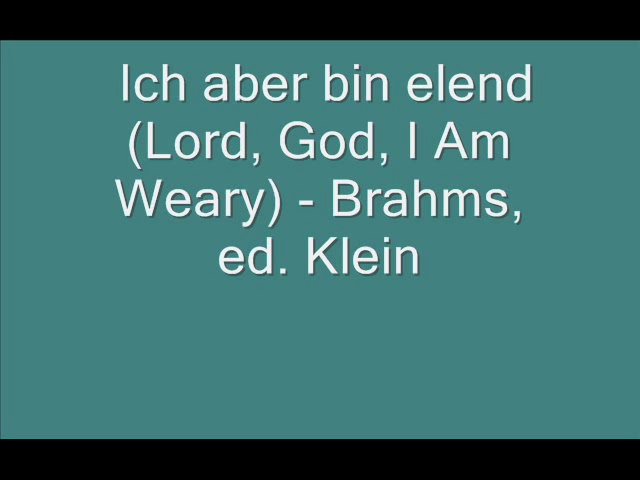 Ich aber bin elend
(Lord, God, I Am
Weary) - Brahms,
ed. Klein